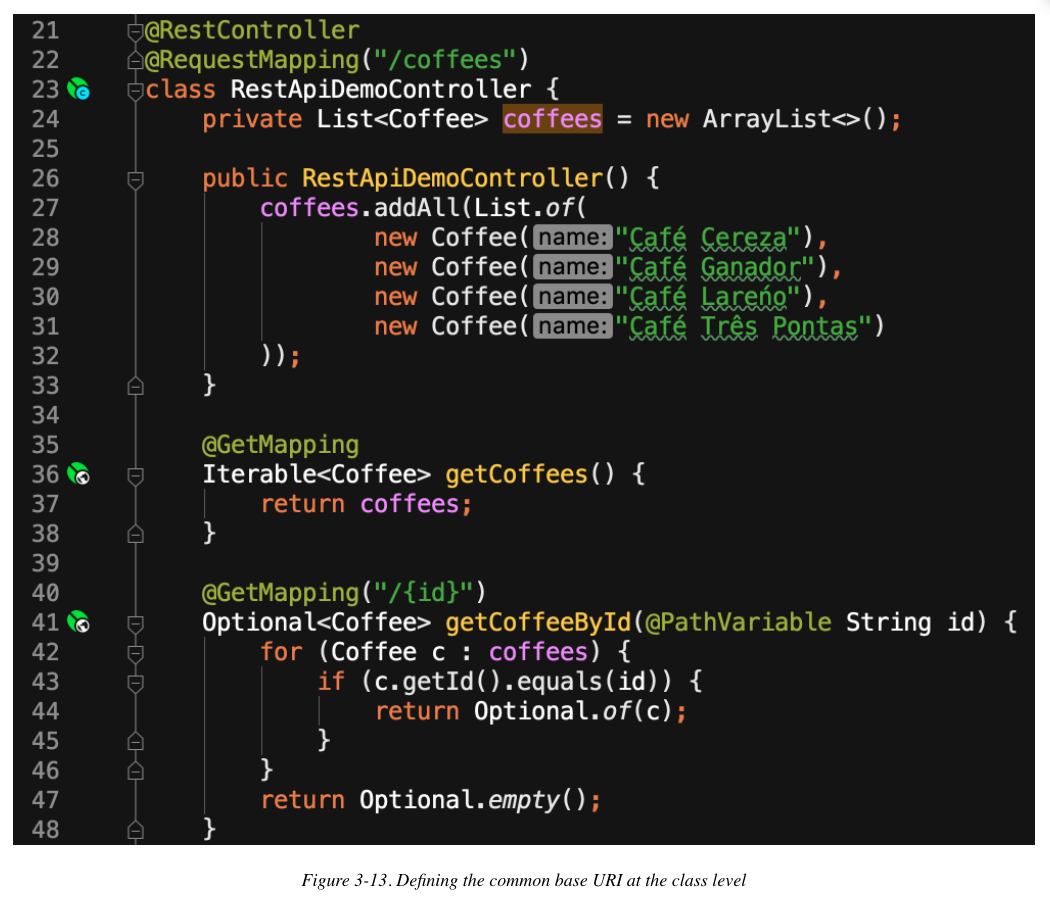 21 @RestController
22 @RequestMapping("/coffees")
23 class RestApiDemoController {
24 private List<Coffee> coffees = new ArrayList<>();
25
26 public RestApiDemoController() {
27 coffees.addAll(List.of(
28 new Coffee( name: "Café Cereza"),
29 new Coffee( name: "Café Ganador"),
30 new Coffee( name: "Café Lareńo"),
31 new Coffee( name: "Café Três Pontas")
32 ));
33 }
34
35 @GetMapping
36 Iterable<Coffee> getCoffees() {
37 return coffees;
38 }
39
40 @GetMapping("/{id}")
41 Optional<Coffee> getCoffeeById(@PathVariable String id) {
42 for (Coffee c : coffees) {
43 if (c.getId().equals(id)) {
44 return Optional.of(c);
45 }
46 }
47 return Optional.empty();
48 }
Figure 3-13. Defining the common base URI at the class level